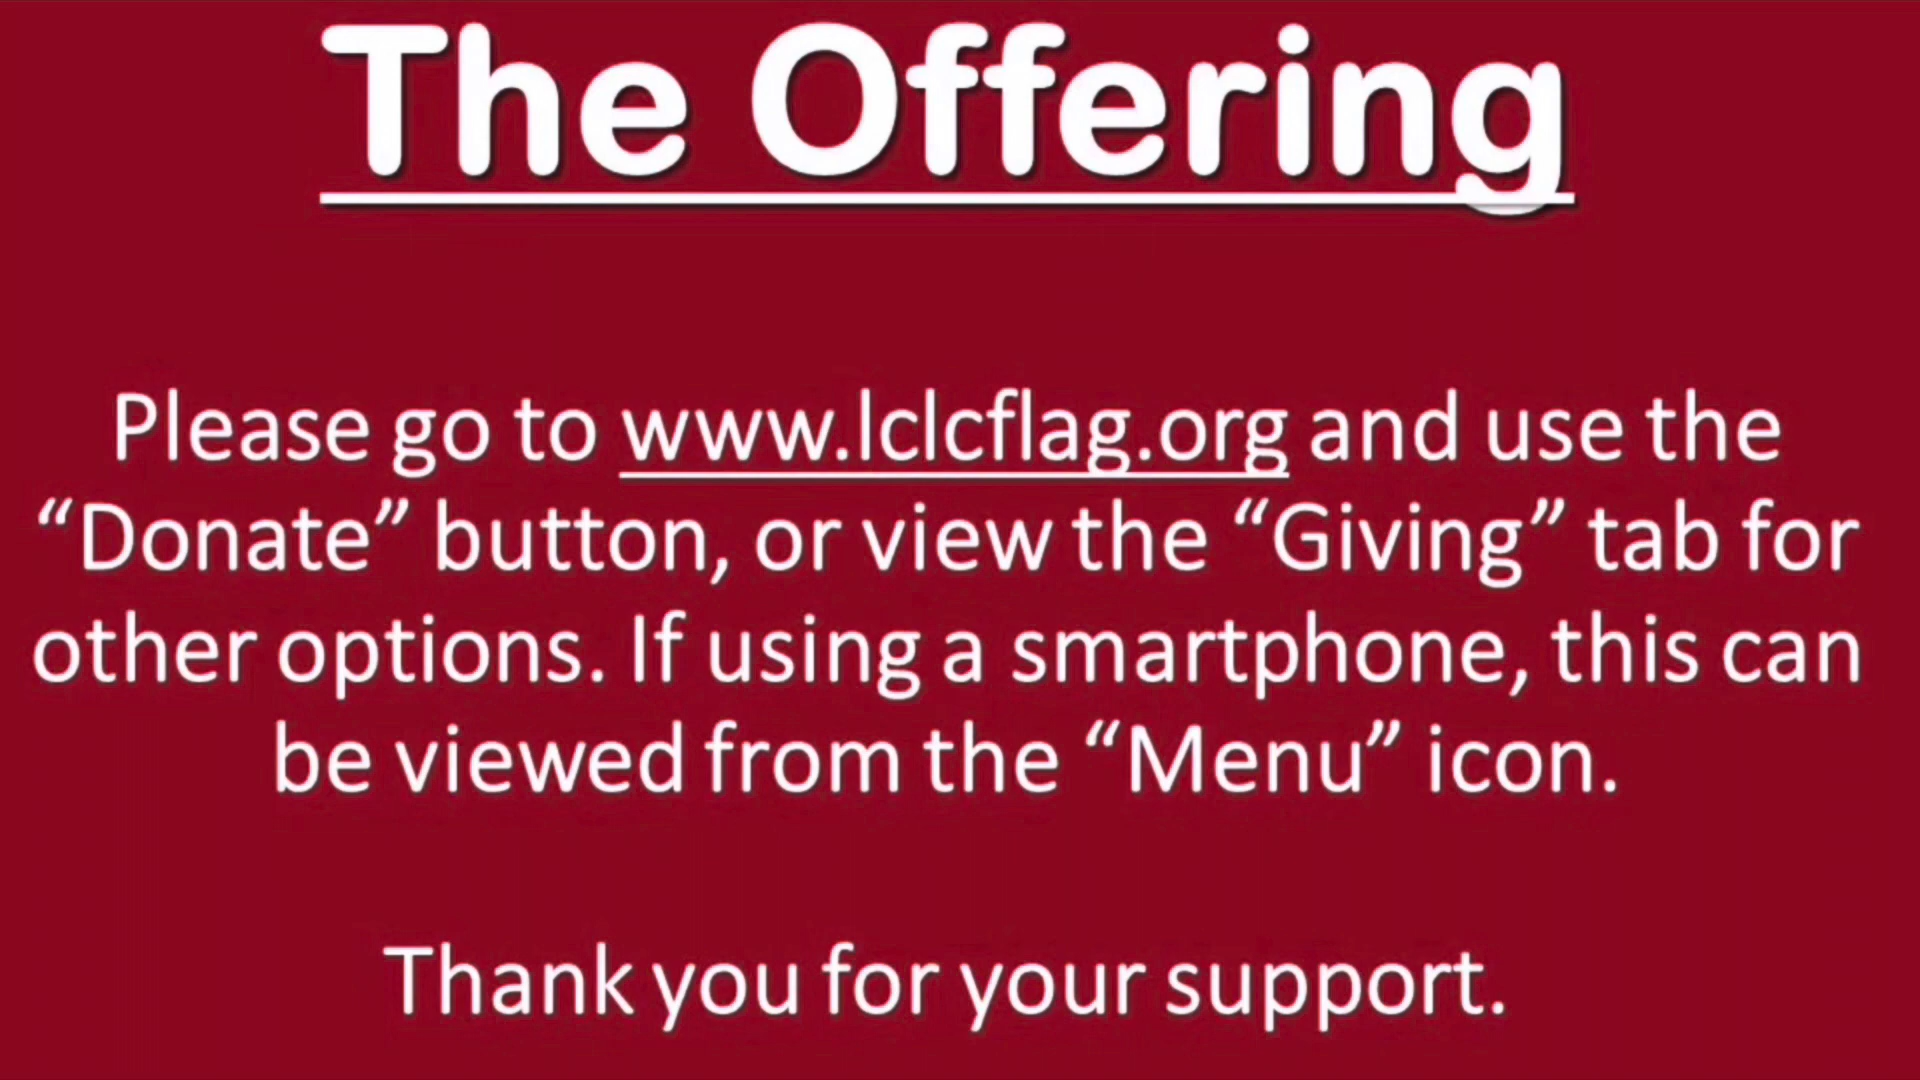 The Offering
Please go to www.lclcflag.org and use the
“Donate” button, or view the “Giving” tab for
other options. If using a smartphone, this can
be viewed from the “Menu” icon.
Thank you for your support.